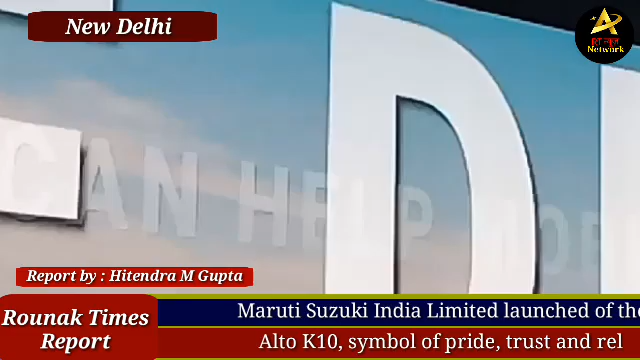 New Delhi
A
Network
CAN HELP
D
Report by : Hitendra M Gupta
Rounak Times
Report
Maruti Suzuki India Limited launched of the
Alto K10, symbol of pride, trust and rel